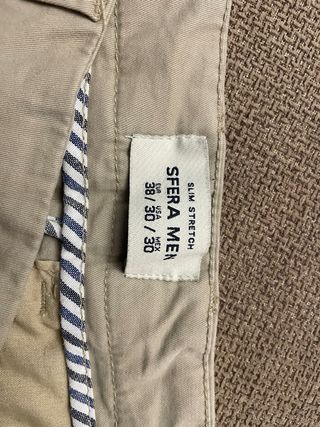 SLIM STRETCH
SFERA MEN
EUR USA MEX
38 / 30 / 30